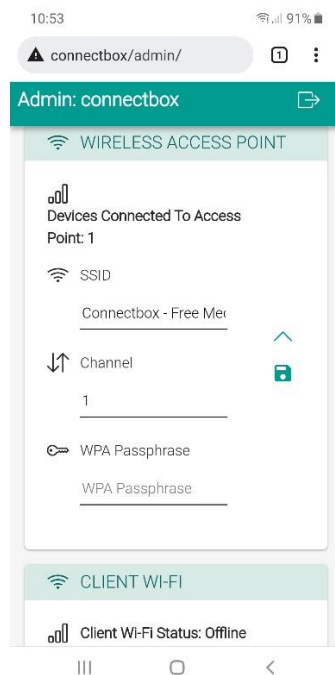 10:53
91%
connectbox/admin/
1
Admin: connectbox
WIRELESS ACCESS POINT
Devices Connected To Access
Point: 1
SSID
Connectbox - Free Me
Channel
1
WPA Passphrase
WPA Passphrase
CLIENT WI-FI
Client Wi-Fi Status: Offline